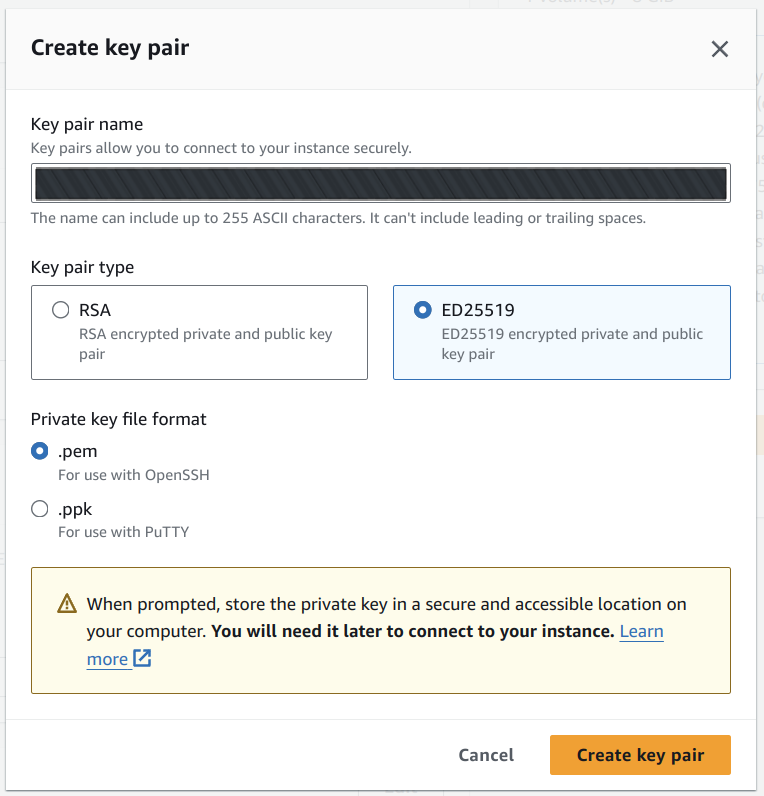 Create key pair
Key pair name
Key pairs allow you to connect to your instance securely.
The name can include up to 255 ASCII characters. It can't include leading or trailing spaces.
Key pair type
RSA
RSA encrypted private and public key
pair
ED25519
ED25519 encrypted private and public
key pair
Private key file format
.pem
For use with OpenSSH
.ppk
For use with PuTTY
When prompted, store the private key in a secure and accessible location on
your computer. You will need it later to connect to your instance. Learn
more
Cancel
Create key pair